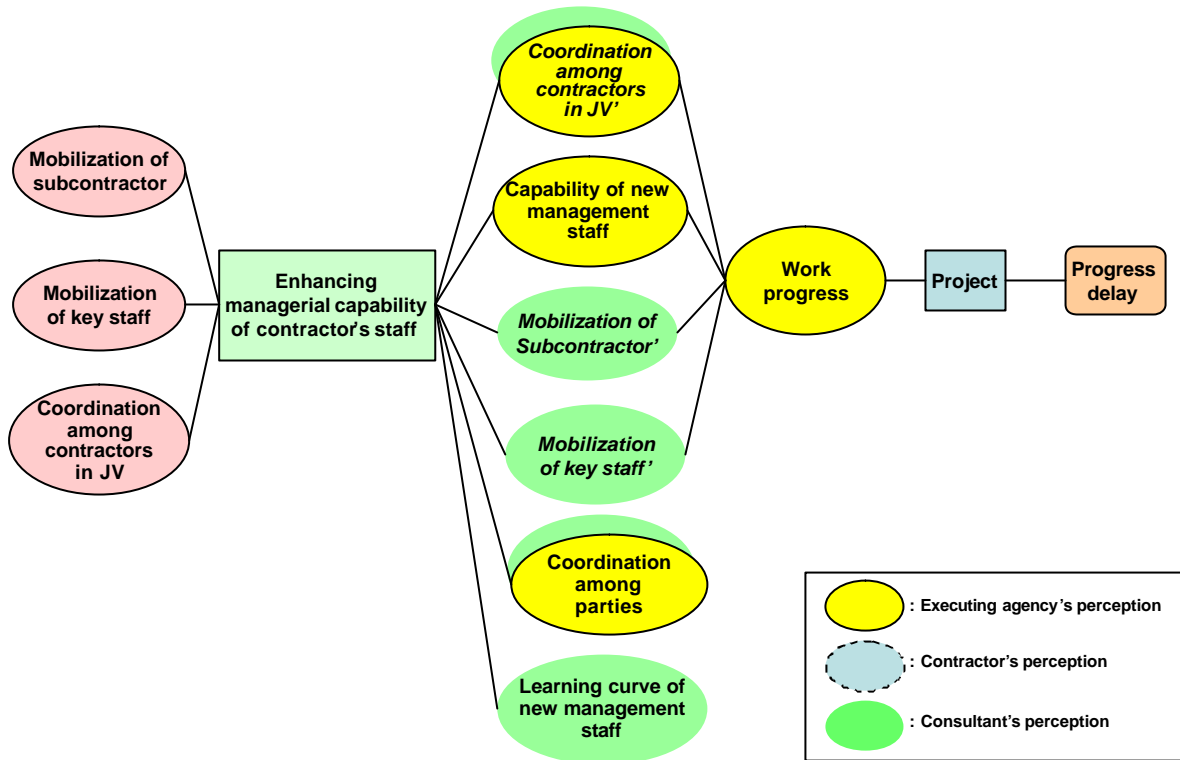 Mobilization of
subcontractor
Mobilization
of key staff
Coordination
among
contractors
in JV
Enhancing
managerial capability
of contractor's staff
Coordination
among
contractors
in JV'
Capability of new
management
staff
Mobilization of
Subcontractor'
Mobilization
of key staff'
Coordination
among
parties
Learning curve of
new management
staff
Work
progress
Project
Progress
delay
: Executing agency's perception
: Contractor's perception
: Consultant's perception